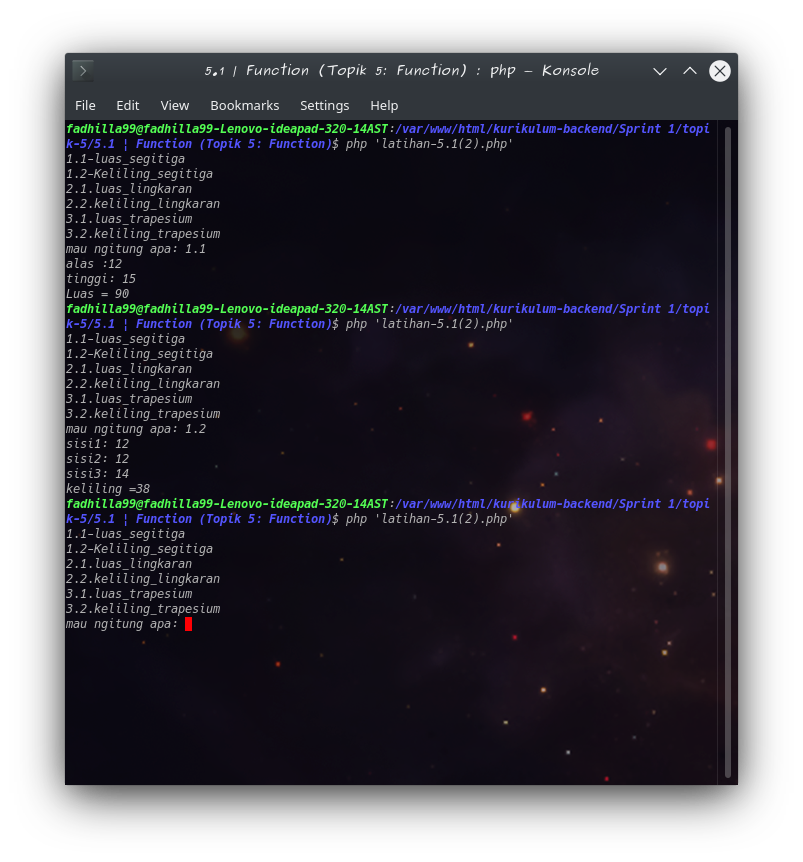 5.1 | Function (Topik 5: Function) : php — Konsole
File Edit View Bookmarks Settings Help
fadhilla99@fadhilla99-Lenovo-ideapad-320-14AST:/var/www/html/kurikulum-backend/Sprint 1/topi
k-5/5.1 ¦ Function (Topik 5: Function)$ php 'latihan-5.1(2).php'
1.1-luas_segitiga
1.2-Keliling_segitiga
2.1.luas_lingkaran
2.2.keliling_lingkaran
3.1.luas_trapesium
3.2.keliling_trapesium
mau ngitung apa: 1.1
alas :12
tinggi: 15
Luas = 90
fadhilla99@fadhilla99-Lenovo-ideapad-320-14AST:/var/www/html/kurikulum-backend/Sprint 1/topi
k-5/5.1 ¦ Function (Topik 5: Function)$ php 'latihan-5.1(2).php'
1.1-luas_segitiga
1.2-Keliling_segitiga
2.1.luas_lingkaran
2.2.keliling_lingkaran
3.1.luas_trapesium
3.2.keliling_trapesium
mau ngitung apa: 1.2
sisi1: 12
sisi2: 12
sisi3: 14
keliling =38
fadhilla99@fadhilla99-Lenovo-ideapad-320-14AST:/var/www/html/kurikulum-backend/Sprint 1/topi
k-5/5.1 ¦ Function (Topik 5: Function)$ php 'latihan-5.1(2).php'
1.1-luas_segitiga
1.2-Keliling_segitiga
2.1.luas_lingkaran
2.2.keliling_lingkaran
3.1.luas_trapesium
3.2.keliling_trapesium
mau ngitung apa: